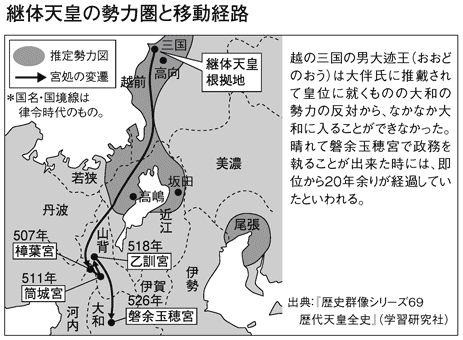 継体天皇の勢力圏と移動経路
推定勢力図
宮処の変遷
＊国名・国境線は
律令時代のもの。
三国
高向
越前
継体天皇
根拠地
若狭
美濃
高嶋
坂田
近江
丹波
山背
尾張
507年
樟葉宮
518年
乙訓宮
511年
筒城宮
伊賀
伊勢
526年
磐余玉穂宮
河内
大和
越の三国の男大迹王（おおど
のおう）は大伴氏に推戴され
て皇位に就くものの大和の
勢力の反対から、なかなか大
和に入ることができなかった。
晴れて磐余玉穂宮で政務を
執ることが出来た時には、即
位から20年余りが経過してい
たといわれる。
出典：『歴史群像シリーズ69
歴代天皇全史』（学習研究社）